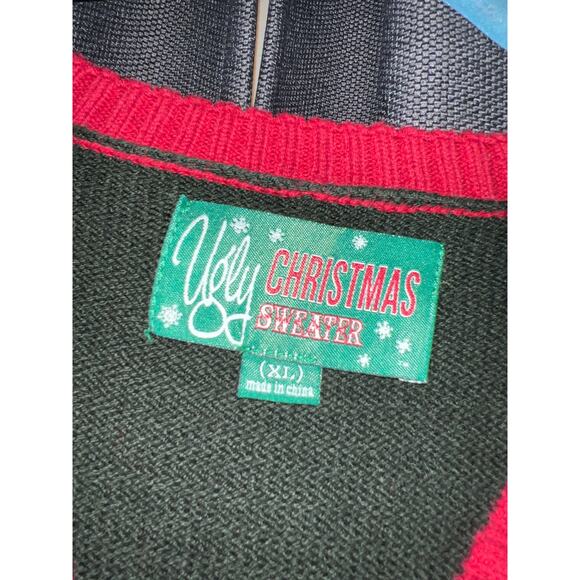 Ugly CHRISTMAS
SWEATER
(XL)
made in china